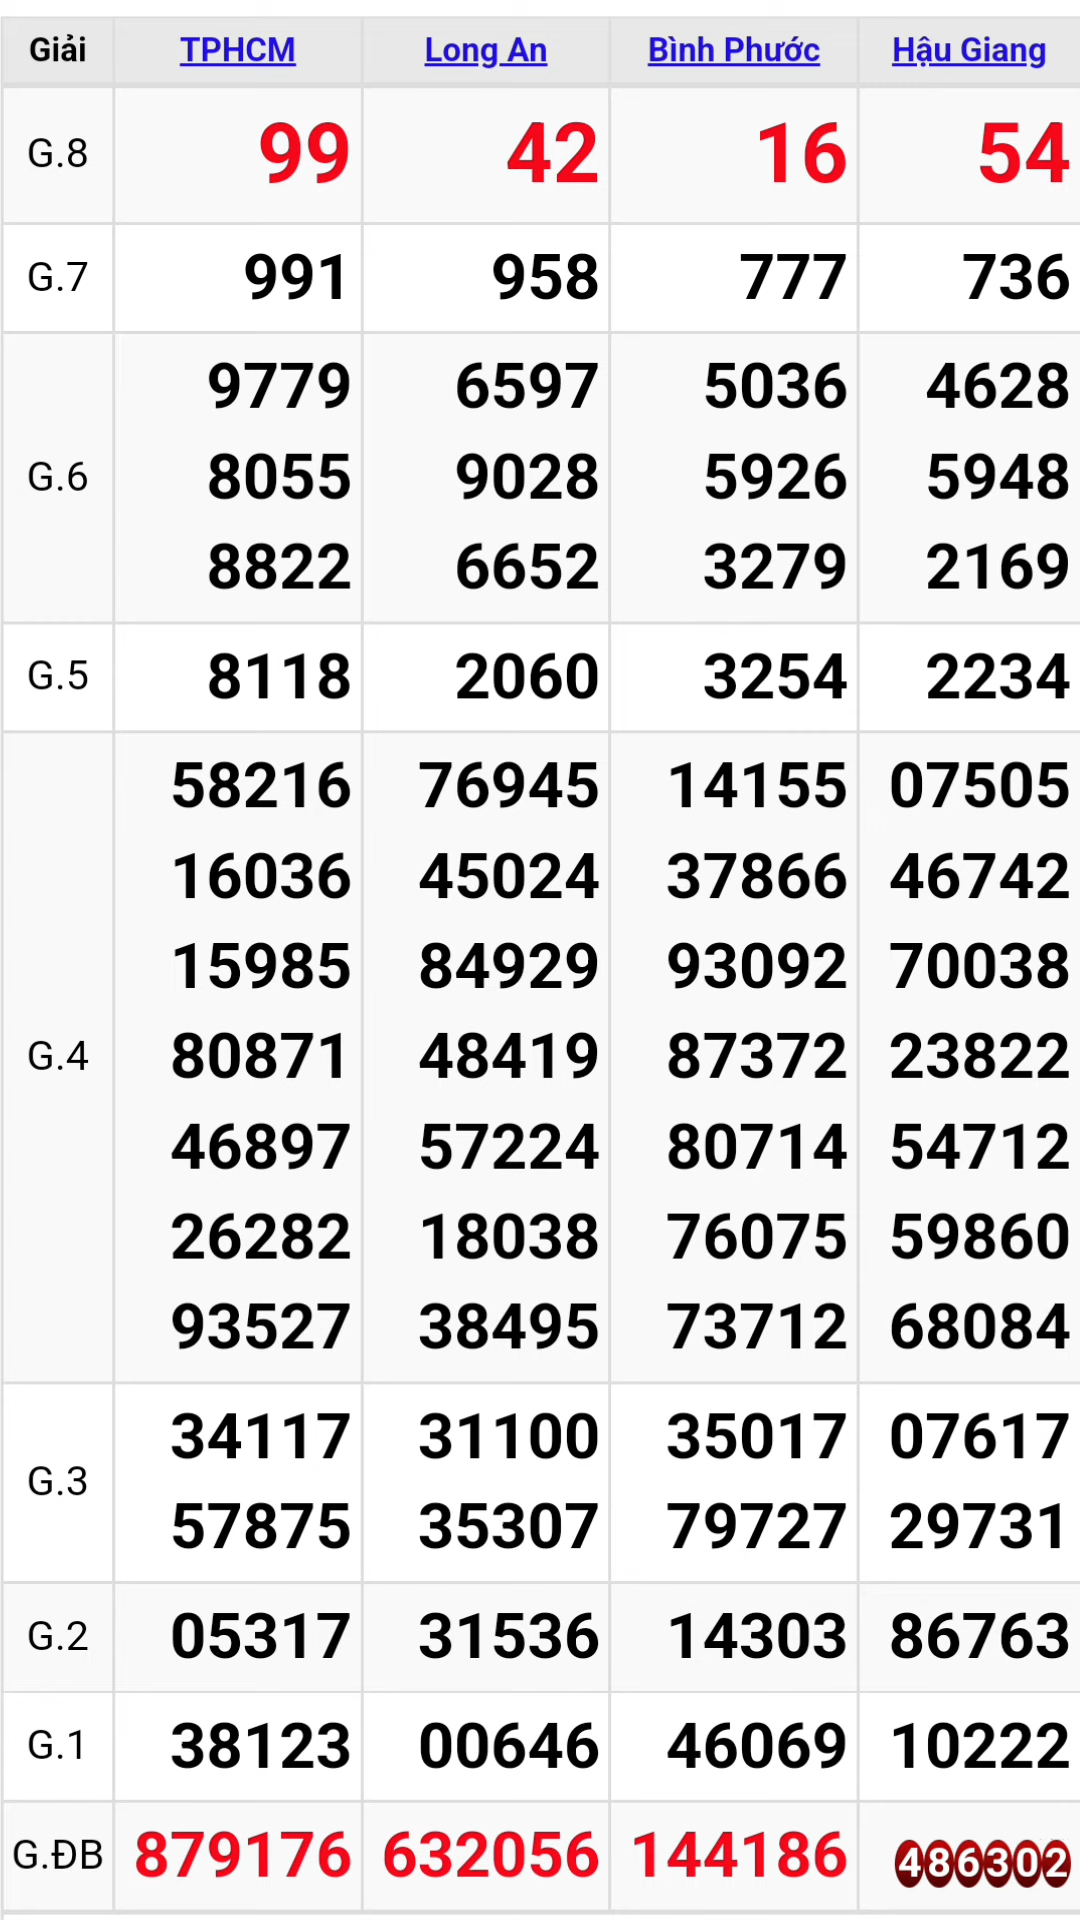 Giải TPHCM Long An Bình Phước Hậu Giang
G.8 99 42 16 54
G.7 991 958 777 736
9779 6597 5036 4628
G.6 8055 9028 5926 5948
8822 6652 3279 2169
G.5 8118 2060 3254 2234
58216 76945 14155 07505
16036 45024 37866 46742
15985 84929 93092 70038
G.4 80871 48419 87372 23822
46897 57224 80714 54712
26282 18038 76075 59860
93527 38495 73712 68084
34117 31100 35017 07617
G.3
57875 35307 79727 29731
G.2 05317 31536 14303 86763
G.1 38123 00646 46069 10222
G.ĐB 879176 632056 144186 486302